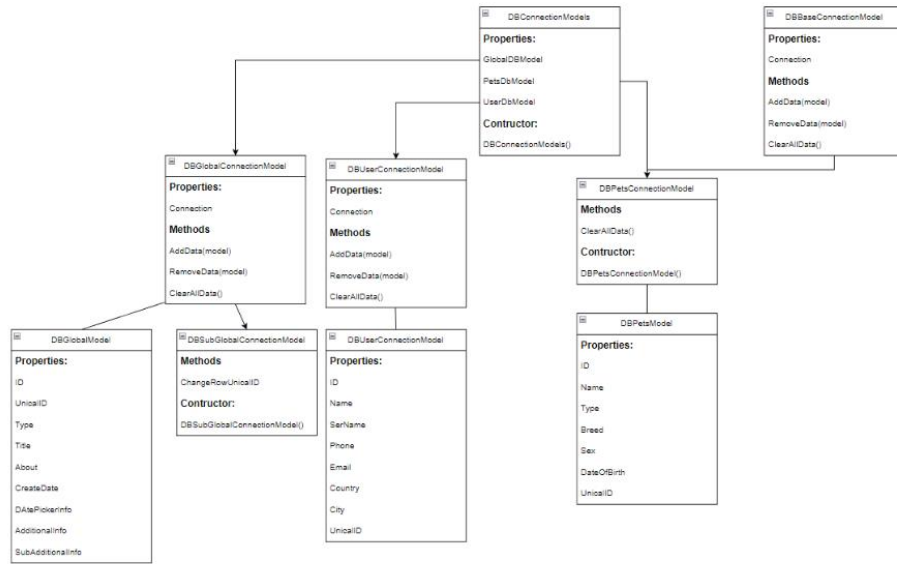 DBConnectionModels
Properties:
GlobalDBModel
PetsDbModel
UserDbModel
Contructor:
DBConnectionModels()
DBBaseConnectionModel
Properties:
Connection
Methods
AddData(model)
RemoveData(model)
ClearAllData()
DBGlobalConnectionModel
Properties:
Connection
Methods
AddData(model)
RemoveData(model)
ClearAllData()
DBUserConnectionModel
Properties:
Connection
Methods
AddData(model)
RemoveData(model)
ClearAllData()
DBPetsConnectionModel
Methods
ClearAllData()
Contructor:
DBPetsConnectionModel()
DBGlobalModel
Properties:
ID
UnicalID
Type
Title
About
CreateDate
DAtePickerInfo
AdditionalInfo
SubAdditionalInfo
DBSubGlobalConnectionModel
Methods
ChangeRowUnicalID
Contructor:
DBSubGlobalConnectionModel()
DBUserConnectionModel
Properties:
ID
Name
SerName
Phone
Email
Country
City
UnicalID
DBPetsModel
Properties:
ID
Name
Type
Breed
Sex
DateOfBirth
UnicalID